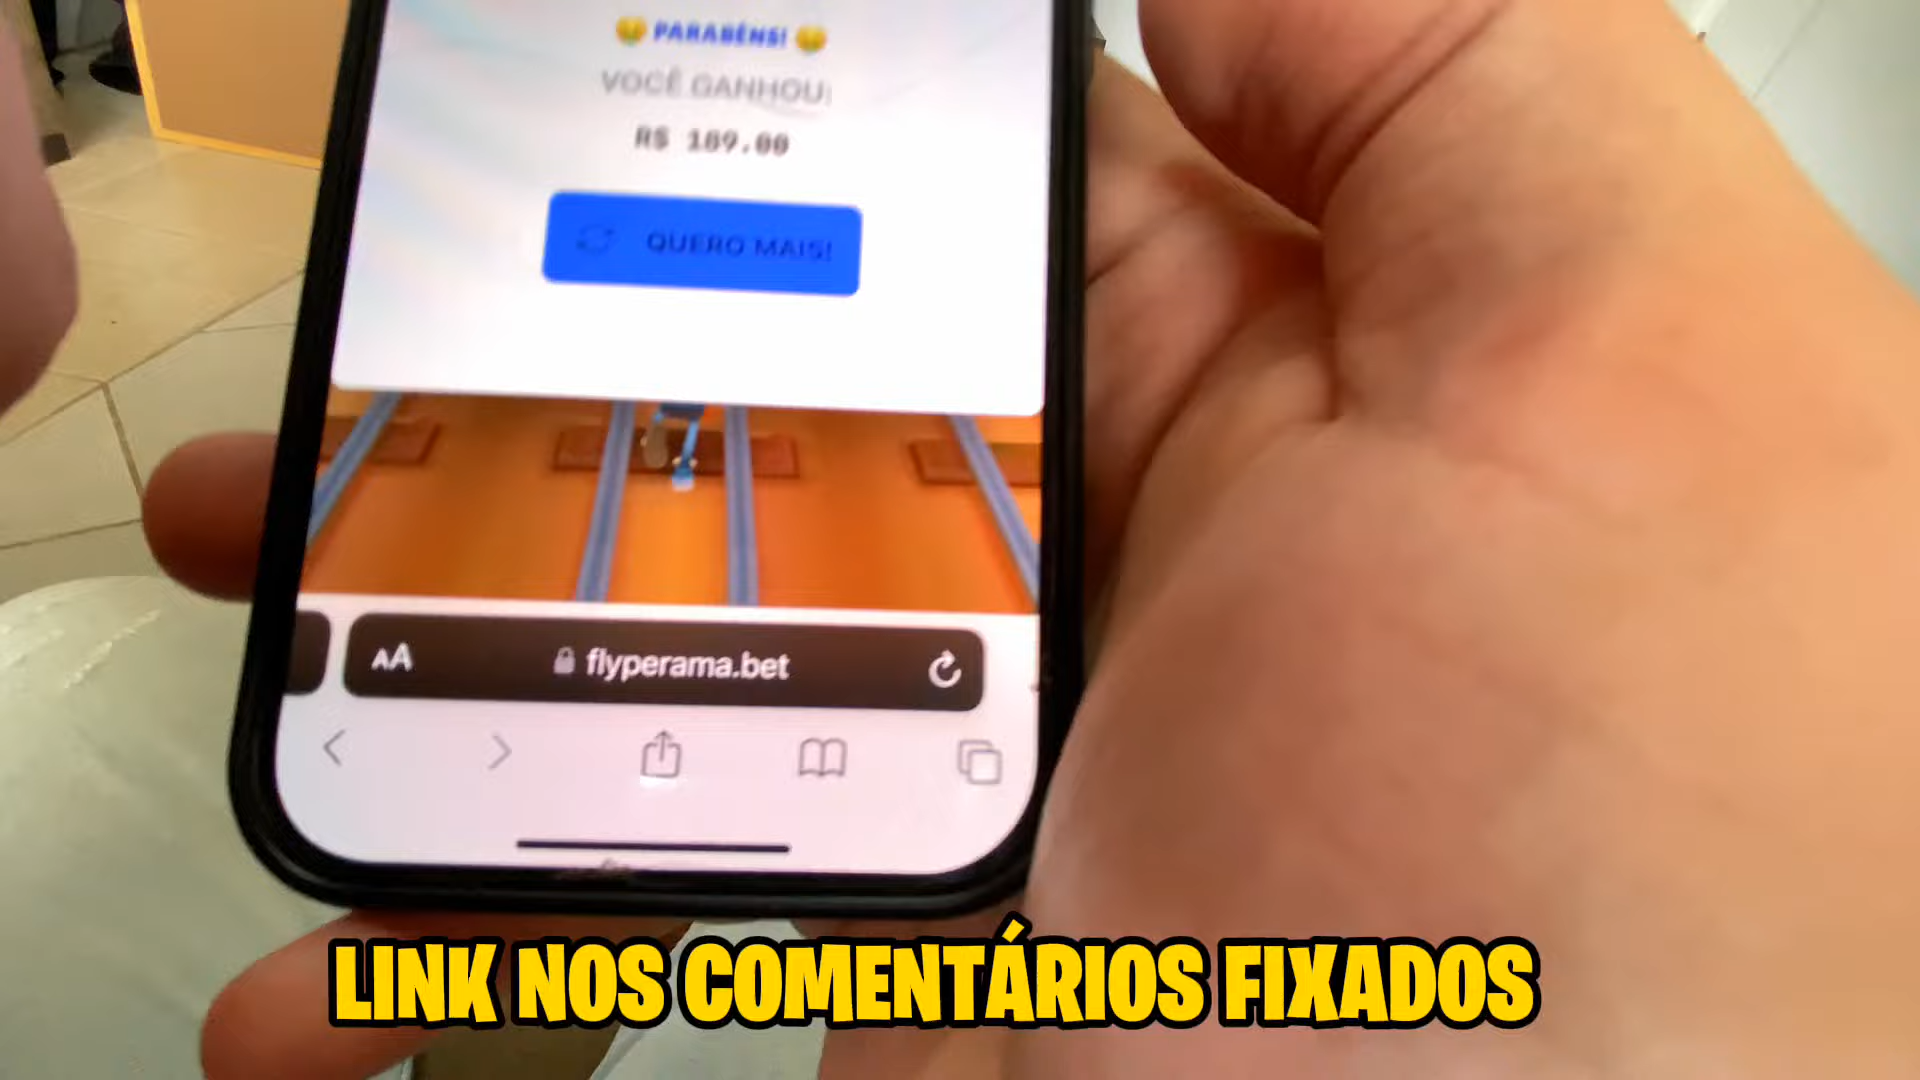 PARABÉNS!
VOCÊ GANHOU:
R$ 189.00
QUERO MAIS!
AA flyperama.bet
LINK NOS COMENTÁRIOS FIXADOS